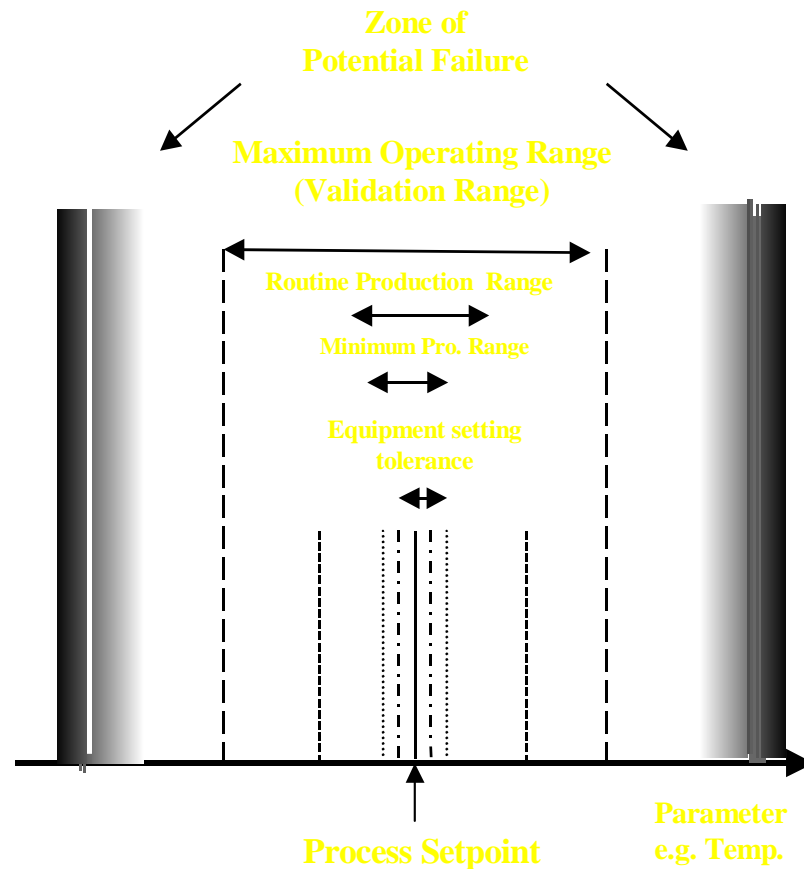 Zone of
Potential Failure
Maximum Operating Range
(Validation Range)
Routine Production Range
Minimum Pro. Range
Equipment setting
tolerance
Process Setpoint
Parameter
e.g. Temp.